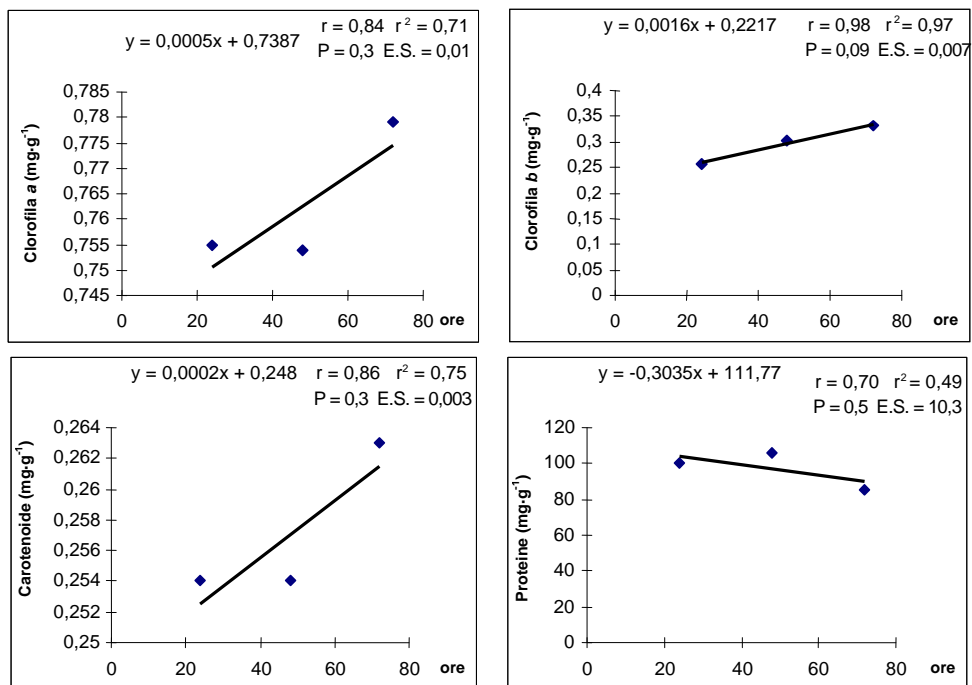 r = 0,84 r² = 0,71
y = 0,0005x + 0,7387
P = 0,3 E.S. = 0,01
Clorofila a (mg·g⁻¹)
0,785
0,78
0,775
0,77
0,765
0,76
0,755
0,75
0,745
0 20 40 60 80 ore
y = 0,0016x + 0,2217 r = 0,98 r² = 0,97
P = 0,09 E.S. = 0,007
Clorofila b (mg·g⁻¹)
0,4
0,35
0,3
0,25
0,2
0,15
0,1
0,05
0
0 20 40 60 80 ore
y = 0,0002x + 0,248 r = 0,86 r² = 0,75
P = 0,3 E.S. = 0,003
Carotenoide (mg·g⁻¹)
0,264
0,262
0,26
0,258
0,256
0,254
0,252
0,25
0 20 40 60 80 ore
y = -0,3035x + 111,77
r = 0,70 r² = 0,49
P = 0,5 E.S. = 10,3
Proteine (mg·g⁻¹)
120
100
80
60
40
20
0
0 20 40 60 80 ore